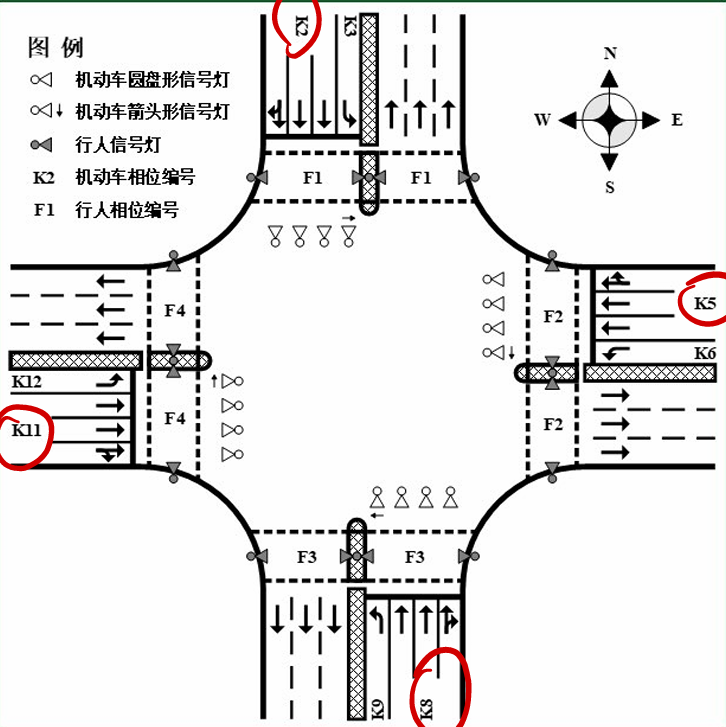 K2
K3
图例
机动车圆盘形信号灯
机动车箭头形信号灯
行人信号灯
K2 机动车相位编号
F1 行人相位编号
N
W E
S
F1 F1
F4
F2
K5
K6
K12
K11
F4
F2
F3 F3
K9
K8